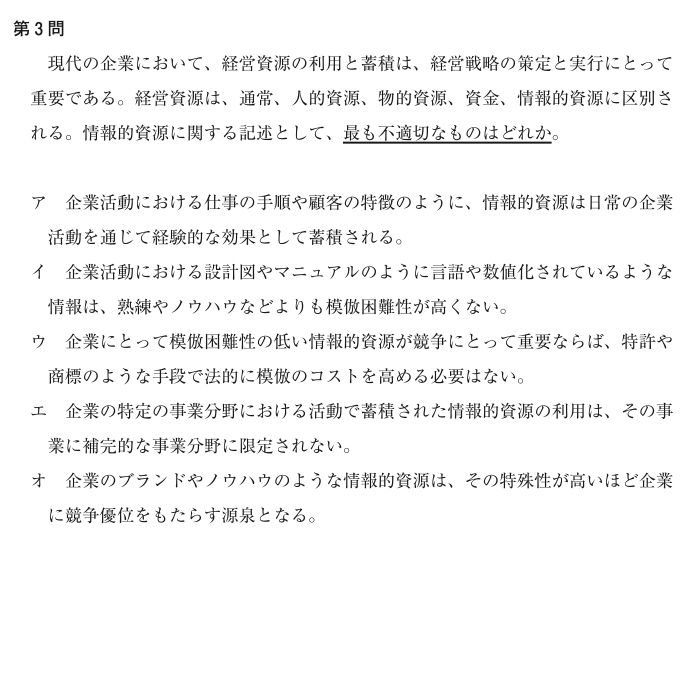 第3問
現代の企業において、経営資源の利用と蓄積は、経営戦略の策定と実行にとって
重要である。経営資源は、通常、人的資源、物的資源、資金、情報的資源に区別さ
れる。情報的資源に関する記述として、最も不適切なものはどれか。
ア 企業活動における仕事の手順や顧客の特徴のように、情報的資源は日常の企業
活動を通じて経験的な効果として蓄積される。
イ 企業活動における設計図やマニュアルのように言語や数値化されているような
情報は、熟練やノウハウなどよりも模倣困難性が高くない。
ウ 企業にとって模倣困難性の低い情報的資源が競争にとって重要ならば、特許や
商標のような手段で法的に模倣のコストを高める必要はない。
エ 企業の特定の事業分野における活動で蓄積された情報的資源の利用は、その事
業に補完的な事業分野に限定されない。
オ 企業のブランドやノウハウのような情報的資源は、その特殊性が高いほど企業
に競争優位をもたらす源泉となる。